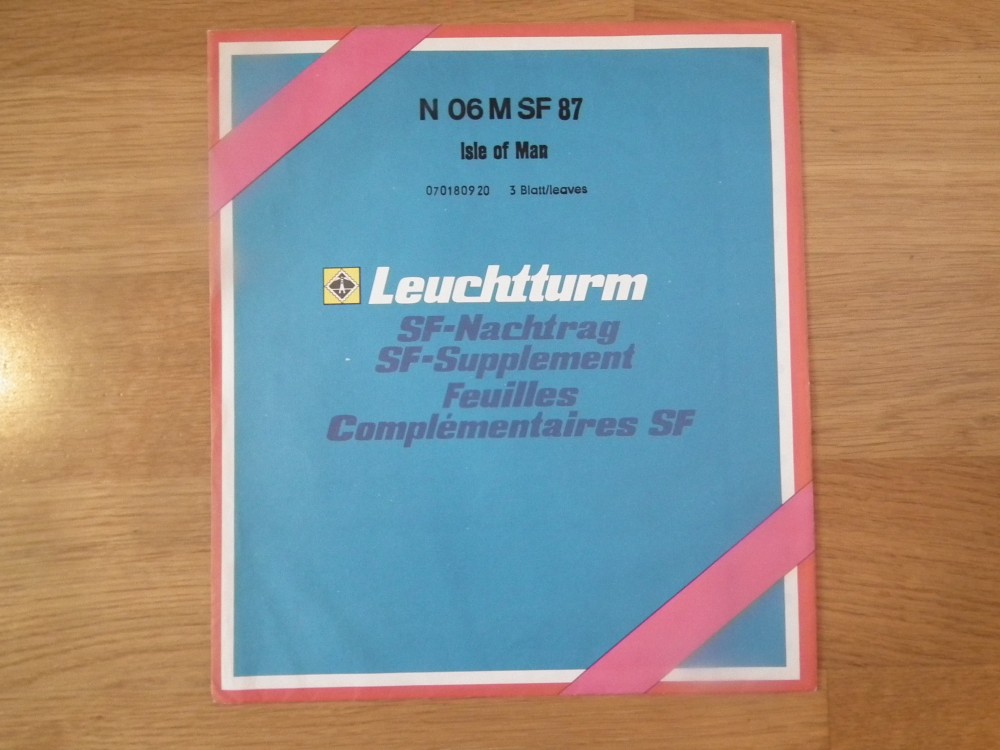 N 06 M SF 87
Isle of Man
070180920 3 Blatt/leaves
Leuchtturm
SF-Nachtrag
SF-Supplement
Feuilles
Complémentaires SF